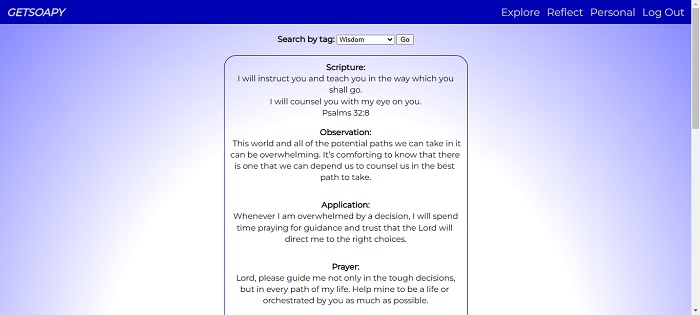 GETSOAPY
Explore Reflect Personal Log Out
Search by tag: Wisdom Go
Scripture:
I will instruct you and teach you in the way which you
shall go.
I will counsel you with my eye on you.
Psalms 32:8
Observation:
This world and all of the potential paths we can take in it
can be overwhelming. It's comforting to know that there
is one that we can depend us to counsel us in the best
path to take.
Application:
Whenever I am overwhelmed by a decision, I will spend
time praying for guidance and trust that the Lord will
direct me to the right choices.
Prayer:
Lord, please guide me not only in the tough decisions,
but in every path of my life. Help mine to be a life or
orchestrated by you as much as possible.